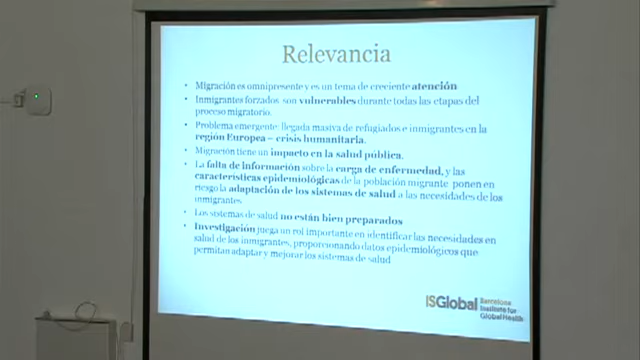 Relevancia
• Migración es omnipresente y es un tema de creciente atención
• Inmigrantes forzados son vulnerables durante todas las etapas del
proceso migratorio.
• Problema emergente: llegada masiva de refugiados e inmigrantes en la
región Europea – crisis humanitaria.
• Migración tiene un impacto en la salud pública.
• La falta de información sobre la carga de enfermedad, y las
características epidemiológicas de la población migrante ponen en
riesgo la adaptación de los sistemas de salud a las necesidades de los
inmigrantes
• Los sistemas de salud no están bien preparados
• Investigación juega un rol importante en identificar las necesidades en
salud de los inmigrantes, proporcionando datos epidemiológicos que
permitan adaptar y mejorar los sistemas de salud
ISGlobal Barcelona
Institute for
Global Health